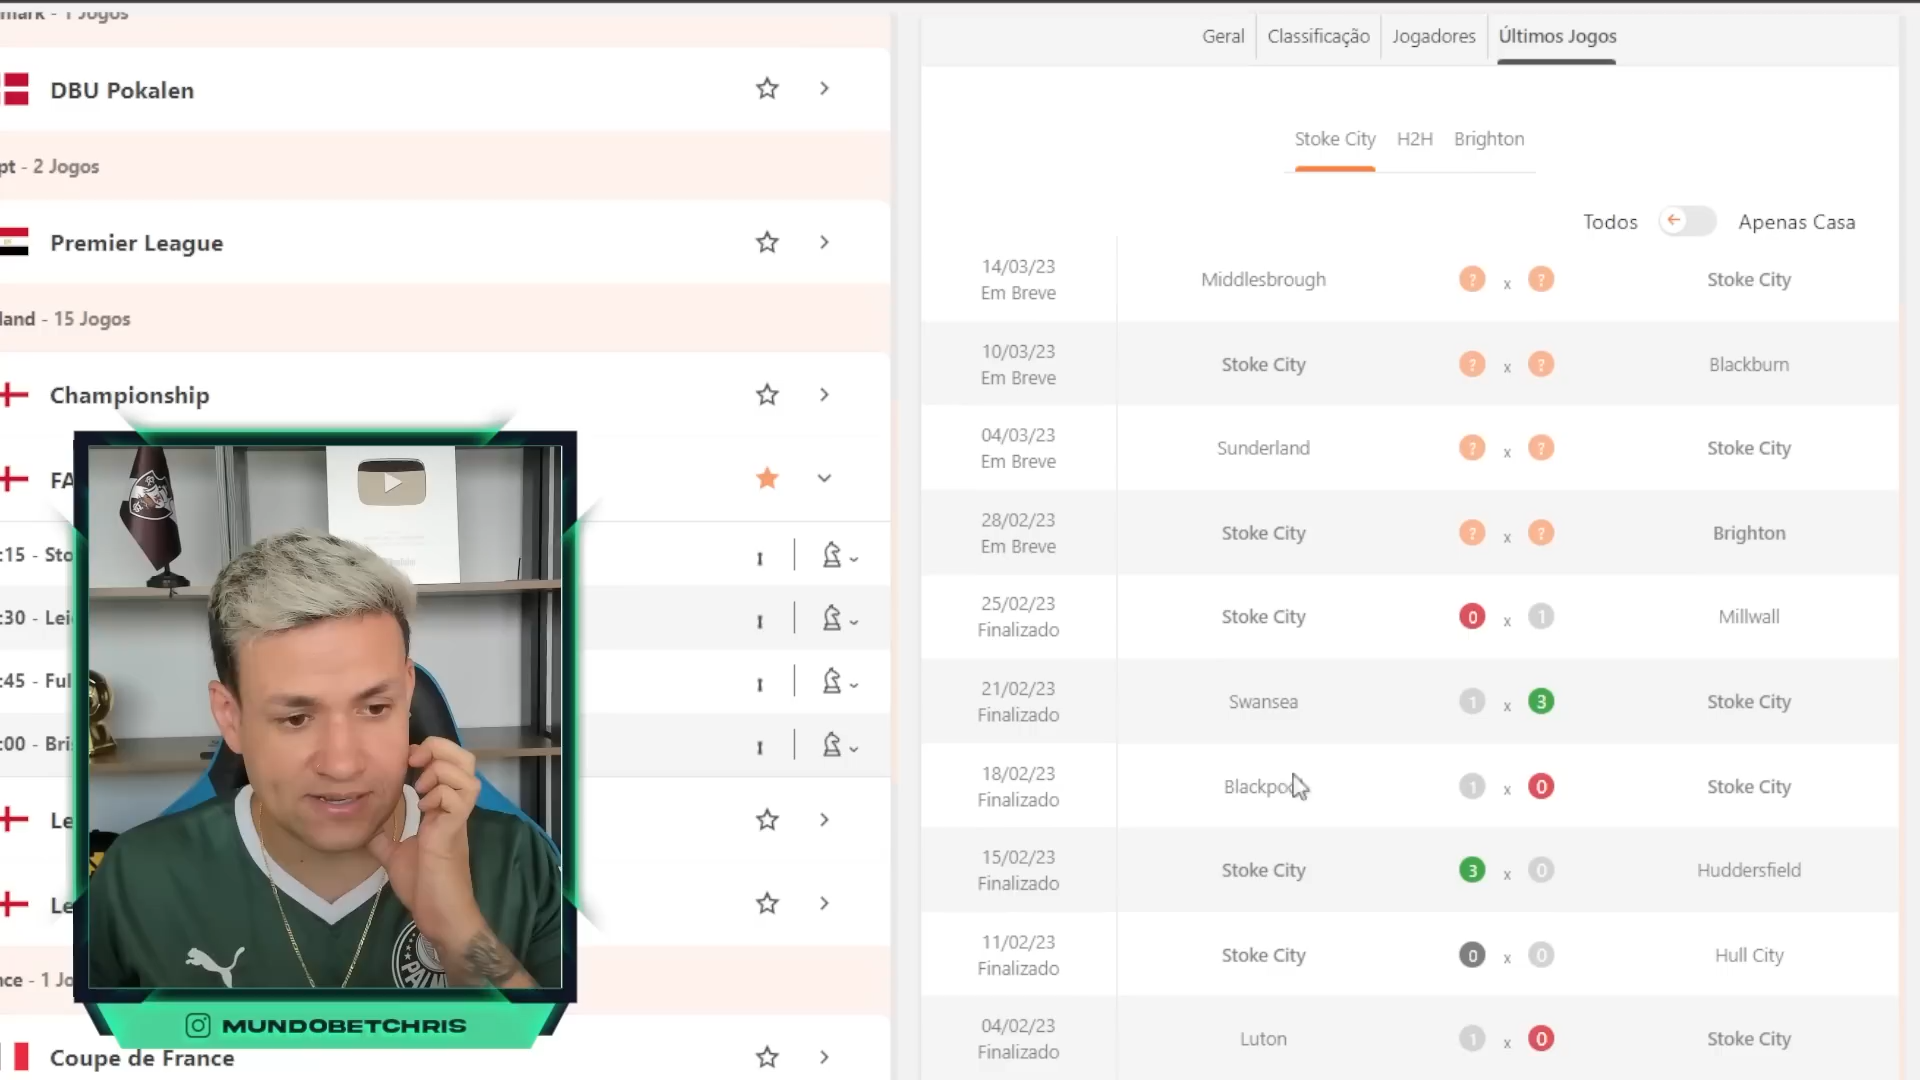 1 Jogos
DBU Pokalen
- 2 Jogos
Premier League
- 15 Jogos
Championship
FA
:15 - Sto
:30 - Lei
:45 - Ful
:00 - Bri
Le
Le
- 1 Jo
Coupe de France
MUNDOBETCHRIS
Geral
Classificação
Jogadores
Últimos Jogos
Stoke City
H2H
Brighton
Todos
Apenas Casa
14/03/23
Em Breve
Middlesbrough
? x ?
Stoke City
10/03/23
Em Breve
Stoke City
? x ?
Blackburn
04/03/23
Em Breve
Sunderland
? x ?
Stoke City
28/02/23
Em Breve
Stoke City
? x ?
Brighton
25/02/23
Finalizado
Stoke City
0 x 1
Millwall
21/02/23
Finalizado
Swansea
1 x 3
Stoke City
18/02/23
Finalizado
Blackpo
1 x 0
Stoke City
15/02/23
Finalizado
Stoke City
3 x 0
Huddersfield
11/02/23
Finalizado
Stoke City
0 x 0
Hull City
04/02/23
Finalizado
Luton
1 x 0
Stoke City